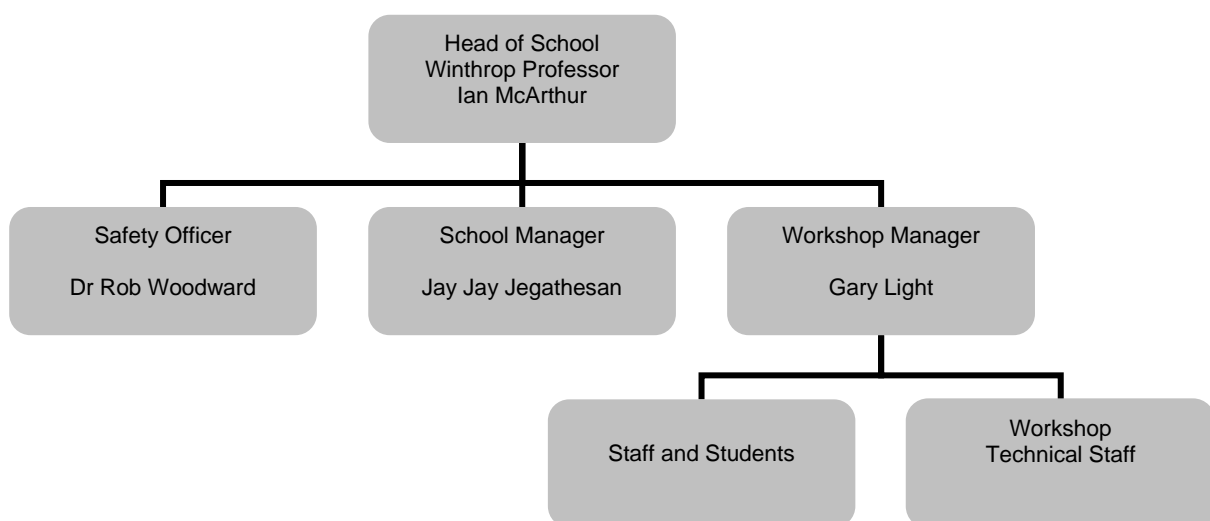 Head of School
Winthrop Professor
Ian McArthur
Safety Officer
Dr Rob Woodward
School Manager
Jay Jay Jegathesan
Workshop Manager
Gary Light
Staff and Students
Workshop
Technical Staff